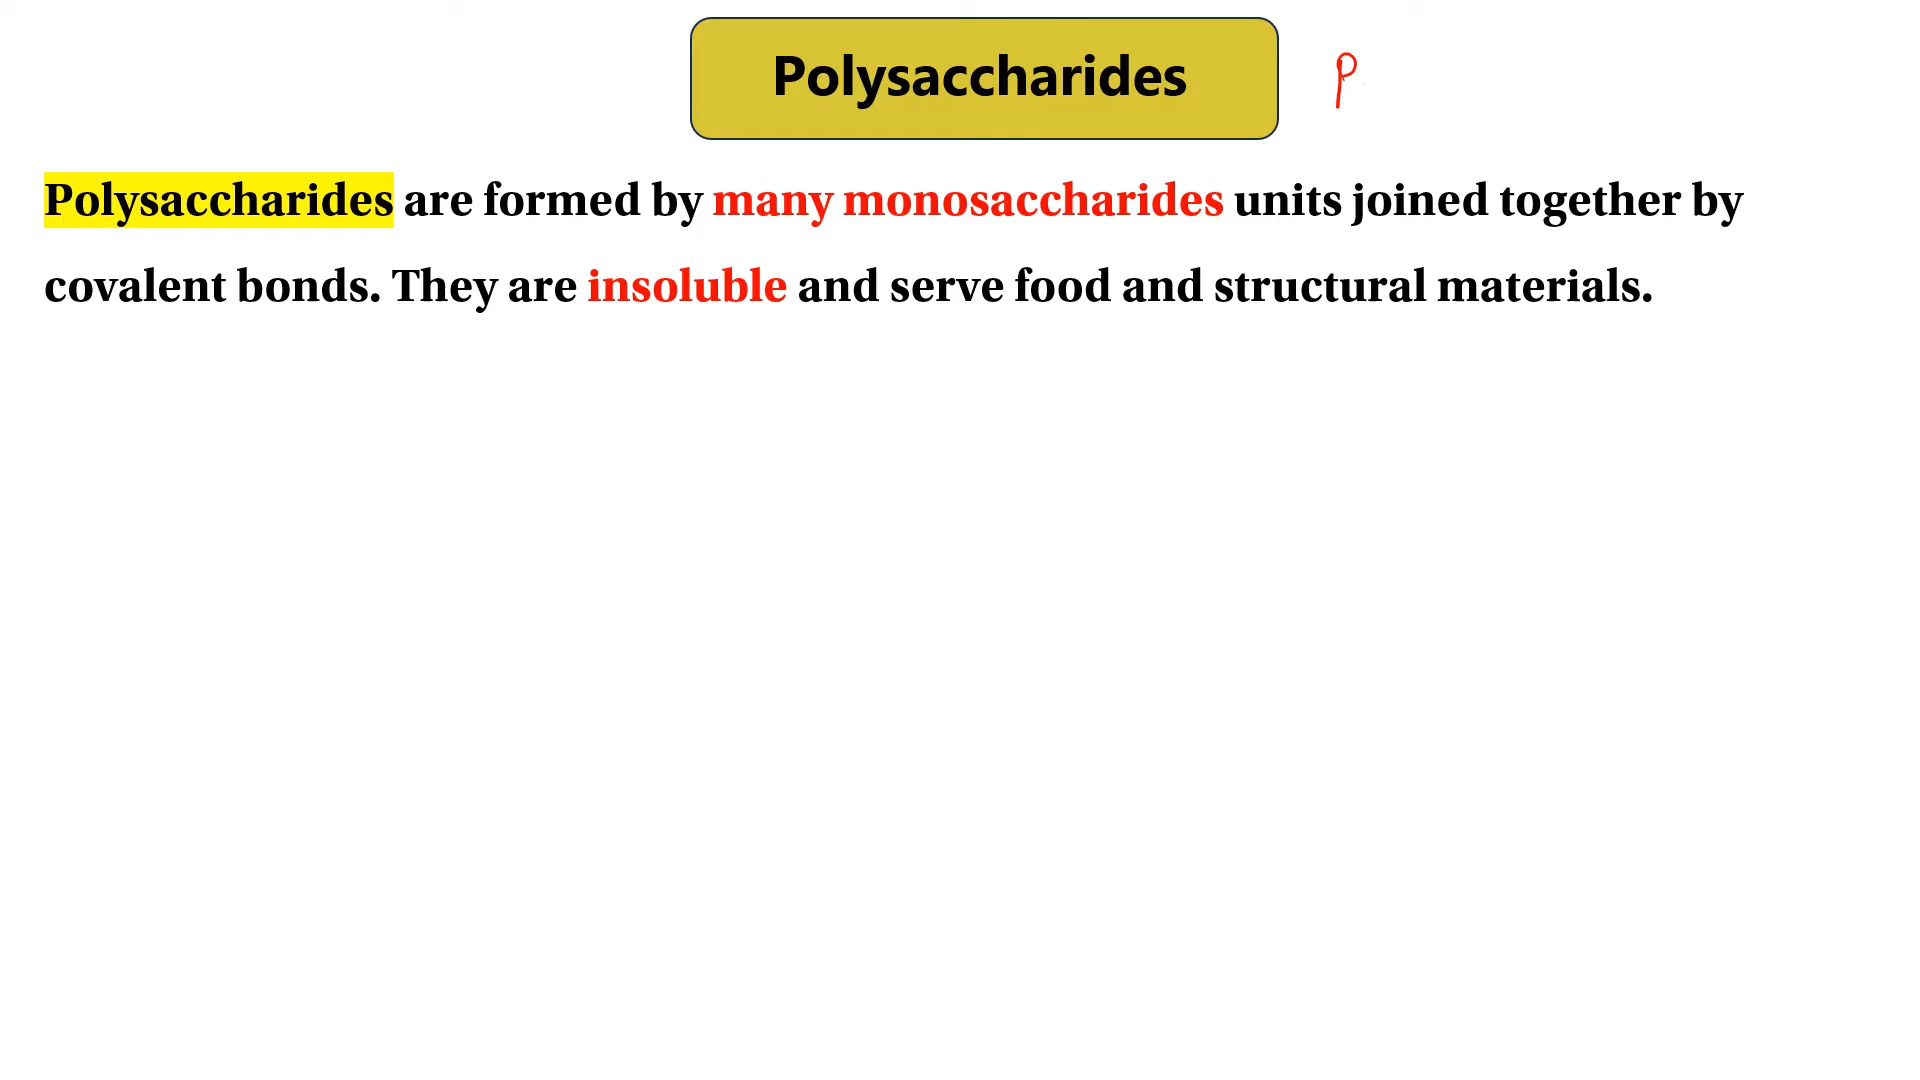 Polysaccharides P
Polysaccharides are formed by many monosaccharides units joined together by
covalent bonds. They are insoluble and serve food and structural materials.